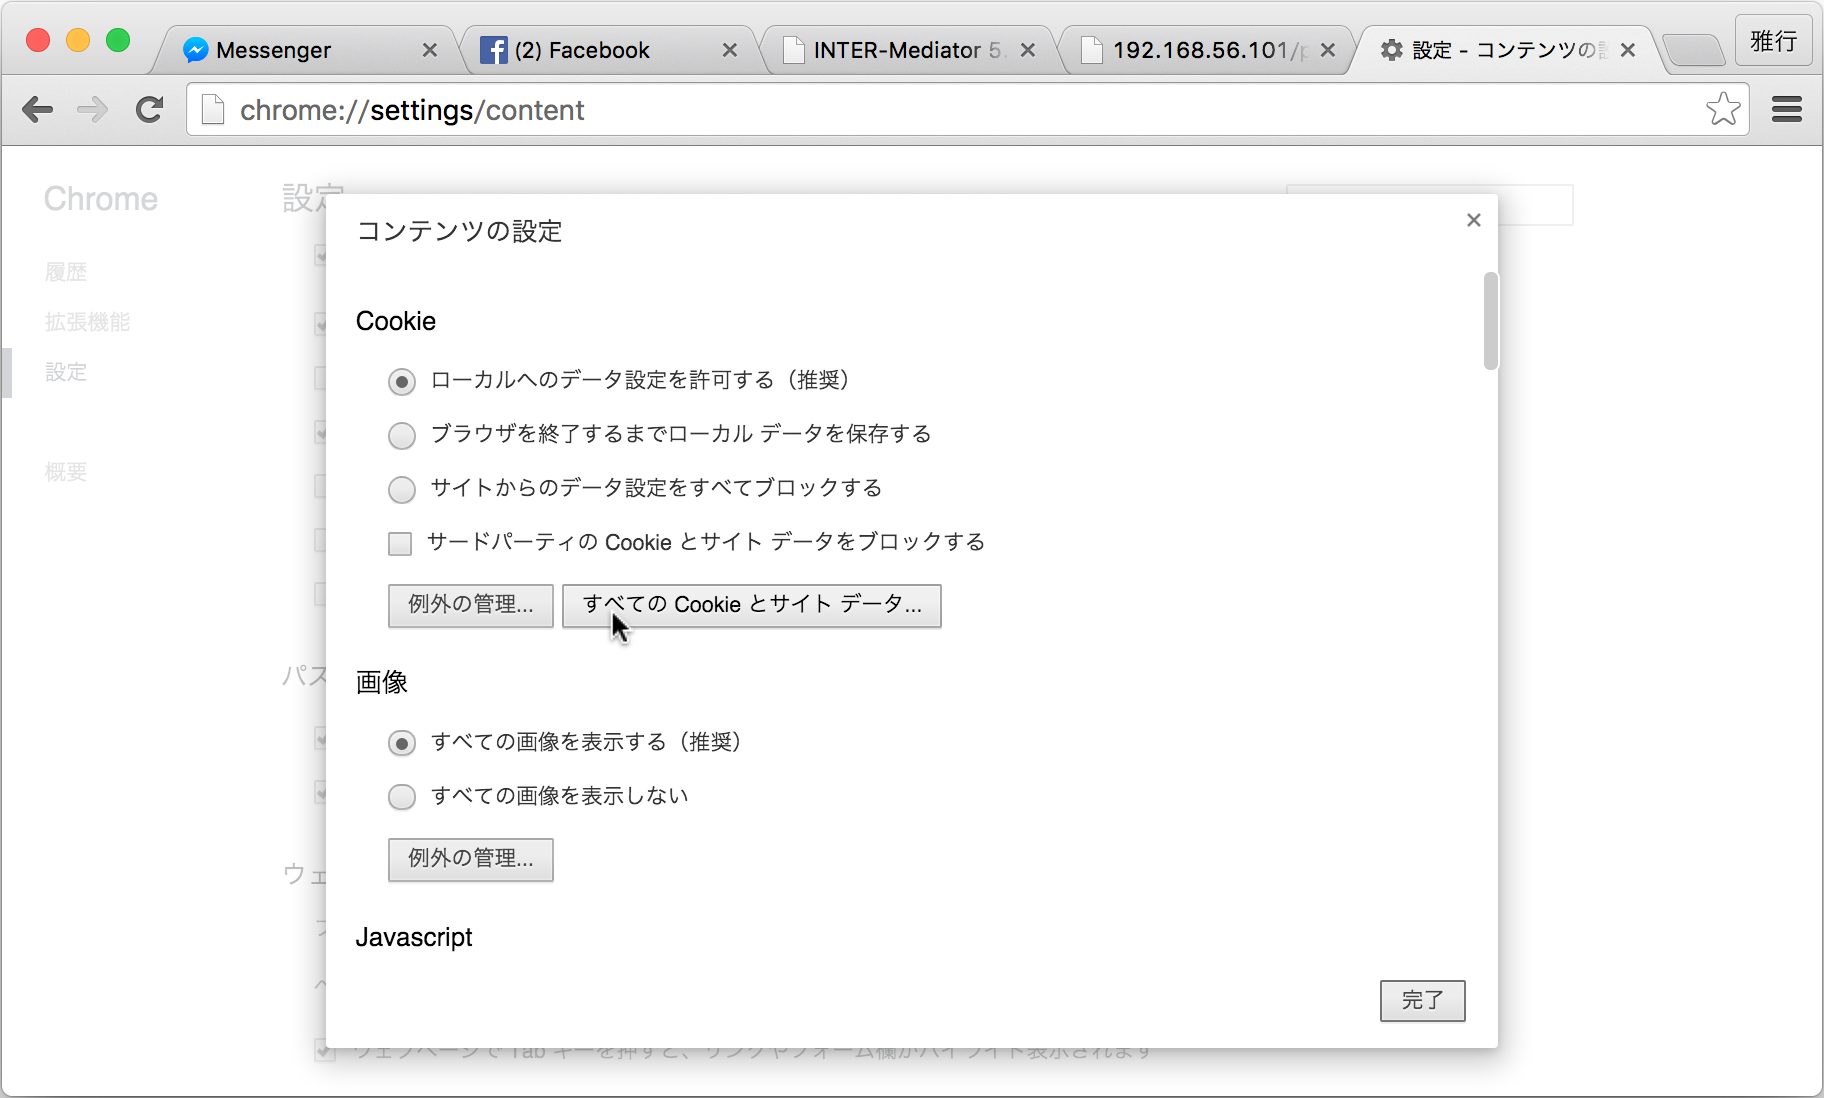 Messenger
(2) Facebook
INTER-Mediator 5.
192.168.56.101/p
設定 - コンテンツの
雅行
chrome://settings/content
Chrome
設定
履歴
拡張機能
設定
概要
コンテンツの設定
Cookie
ローカルへのデータ設定を許可する（推奨）
ブラウザを終了するまでローカル データを保存する
サイトからのデータ設定をすべてブロックする
サードパーティの Cookie とサイト データをブロックする
例外の管理...
すべての Cookie とサイト データ...
パス
画像
すべての画像を表示する（推奨）
すべての画像を表示しない
例外の管理...
ウェ
Javascript
完了
ウェブページで Tab キーを押すと、リンクやフォーム欄がハイライト表示されます